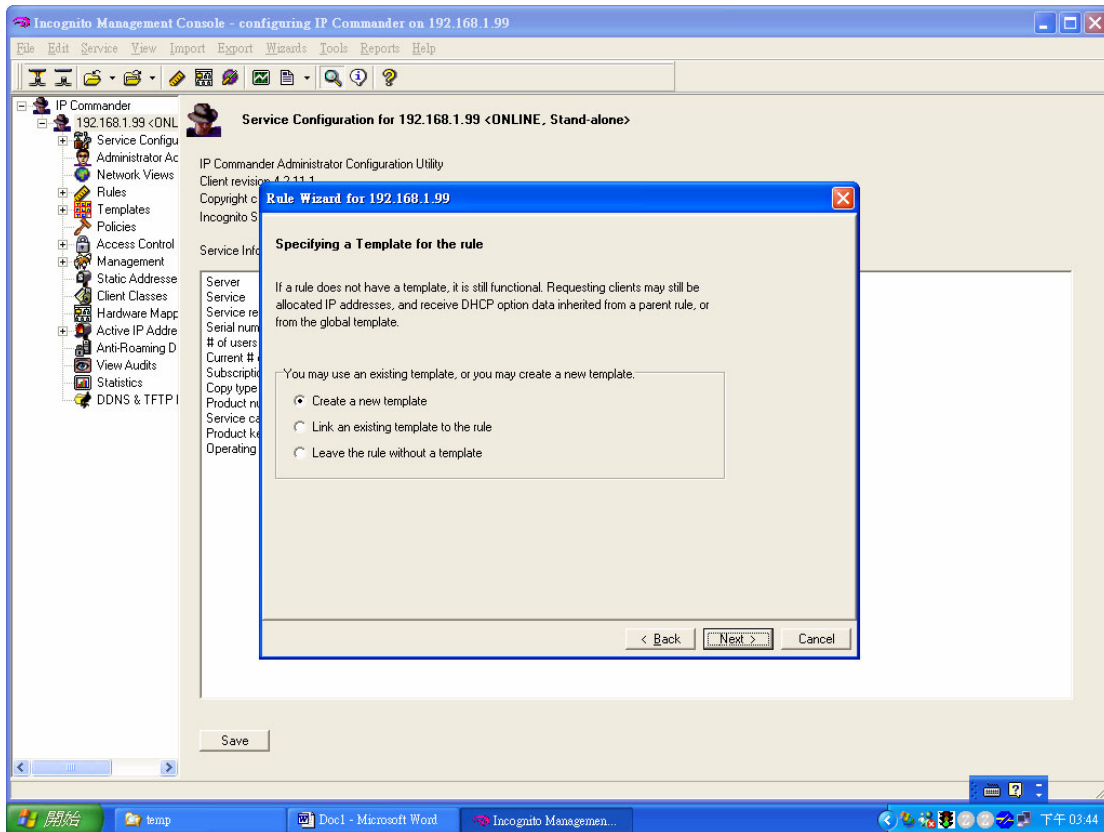 Incognito Management Console - configuring IP Commander on 192.168.1.99
File Edit Service View Import Export Wizards Tools Reports Help
IP Commander
192.168.1.99 <ONL
Service Configu
Administrator Ac
Network Views
Rules
Templates
Policies
Access Control
Management
Static Addresse
Client Classes
Hardware Mapp
Active IP Addre
Anti-Roaming D
View Audits
Statistics
DDNS & TFTP I
Service Configuration for 192.168.1.99 <ONLINE, Stand-alone>
IP Commander Administrator Configuration Utility
Client revision 4.2.11.1
Copyright c
Incognito S
Service Info
Server
Service
Service re
Serial num
# of users
Current #
Subscriptio
Copy type
Product nu
Service ca
Product ke
Operating
Rule Wizard for 192.168.1.99
Specifying a Template for the rule
If a rule does not have a template, it is still functional. Requesting clients may still be
allocated IP addresses, and receive DHCP option data inherited from a parent rule, or
from the global template.
You may use an existing template, or you may create a new template.
Create a new template
Link an existing template to the rule
Leave the rule without a template
< Back
Next >
Cancel
Save
開始
temp
Doc1 - Microsoft Word
Incognito Managemen...
下午 03:44